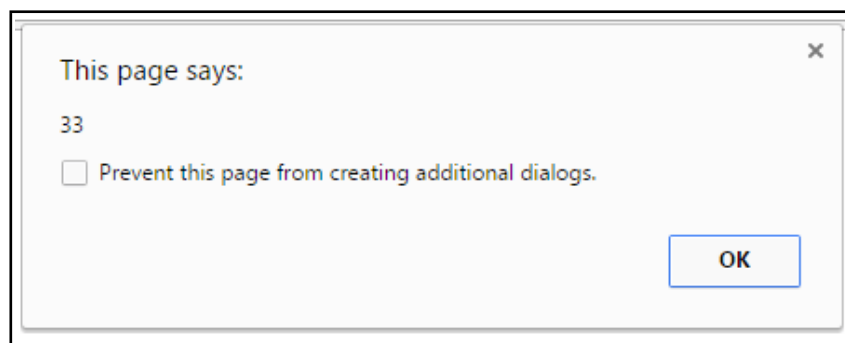 This page says:
33
Prevent this page from creating additional dialogs.
OK